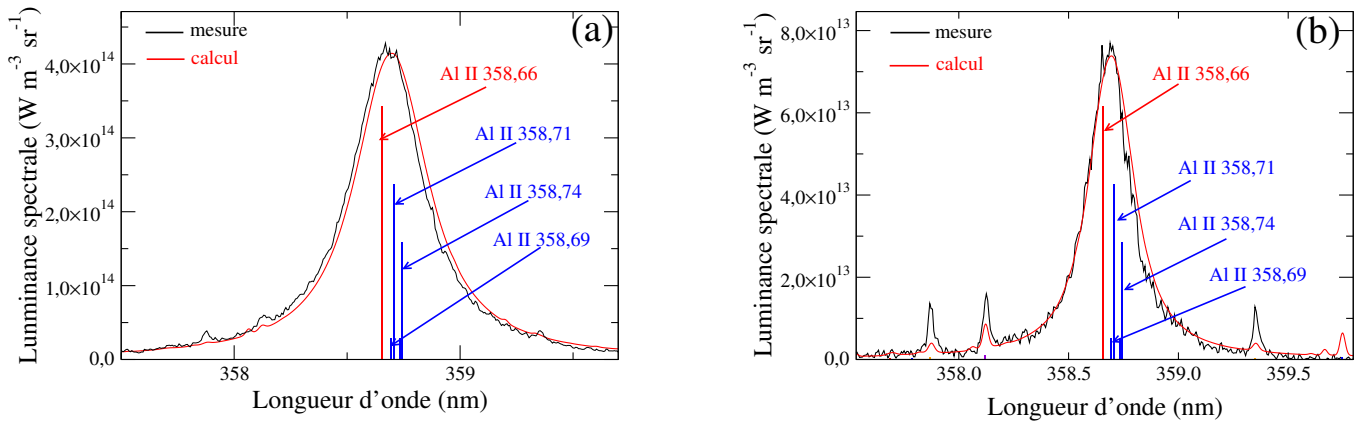 (a)
mesure
calcul
Al II 358,66
Al II 358,71
Al II 358,74
Al II 358,69
4,0×10^14
3,0×10^14
2,0×10^14
1,0×10^14
0,0
358
359
Longueur d'onde (nm)
Luminance spectrale (W m^-3 sr^-1)
(b)
mesure
calcul
Al II 358,66
Al II 358,71
Al II 358,74
Al II 358,69
8,0×10^13
6,0×10^13
4,0×10^13
2,0×10^13
0,0
358.0
358.5
359.0
359.5
Longueur d'onde (nm)
Luminance spectrale (W m^-3 sr^-1)